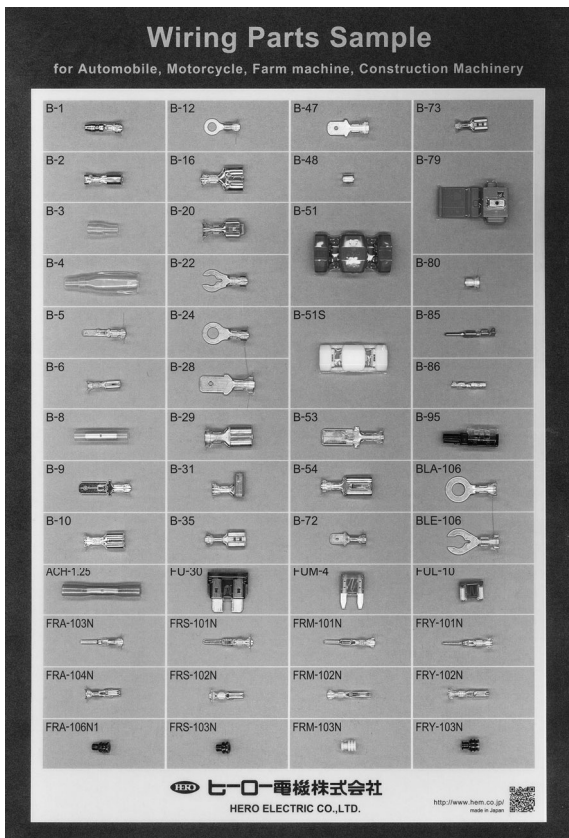 Wiring Parts Sample
for Automobile, Motorcycle, Farm machine, Construction Machinery
B-1 B-12 B-47 B-73
B-2 B-16 B-48 B-79
B-3 B-20 B-51
B-4 B-22 B-80
B-5 B-24 B-51S B-85
B-6 B-28 B-86
B-8 B-29 B-53 B-95
B-9 B-31 B-54 BLA-106
B-10 B-35 B-72 BLE-106
ACH-1.25 FU-30 FUM-4 FUL-10
FRA-103N FRS-101N FRM-101N FRY-101N
FRA-104N FRS-102N FRM-102N FRY-102N
FRA-106N1 FRS-103N FRM-103N FRY-103N
HERO ヒーロー電機株式会社
HERO ELECTRIC CO.,LTD.
http://www.hem.co.jp/
made in Japan